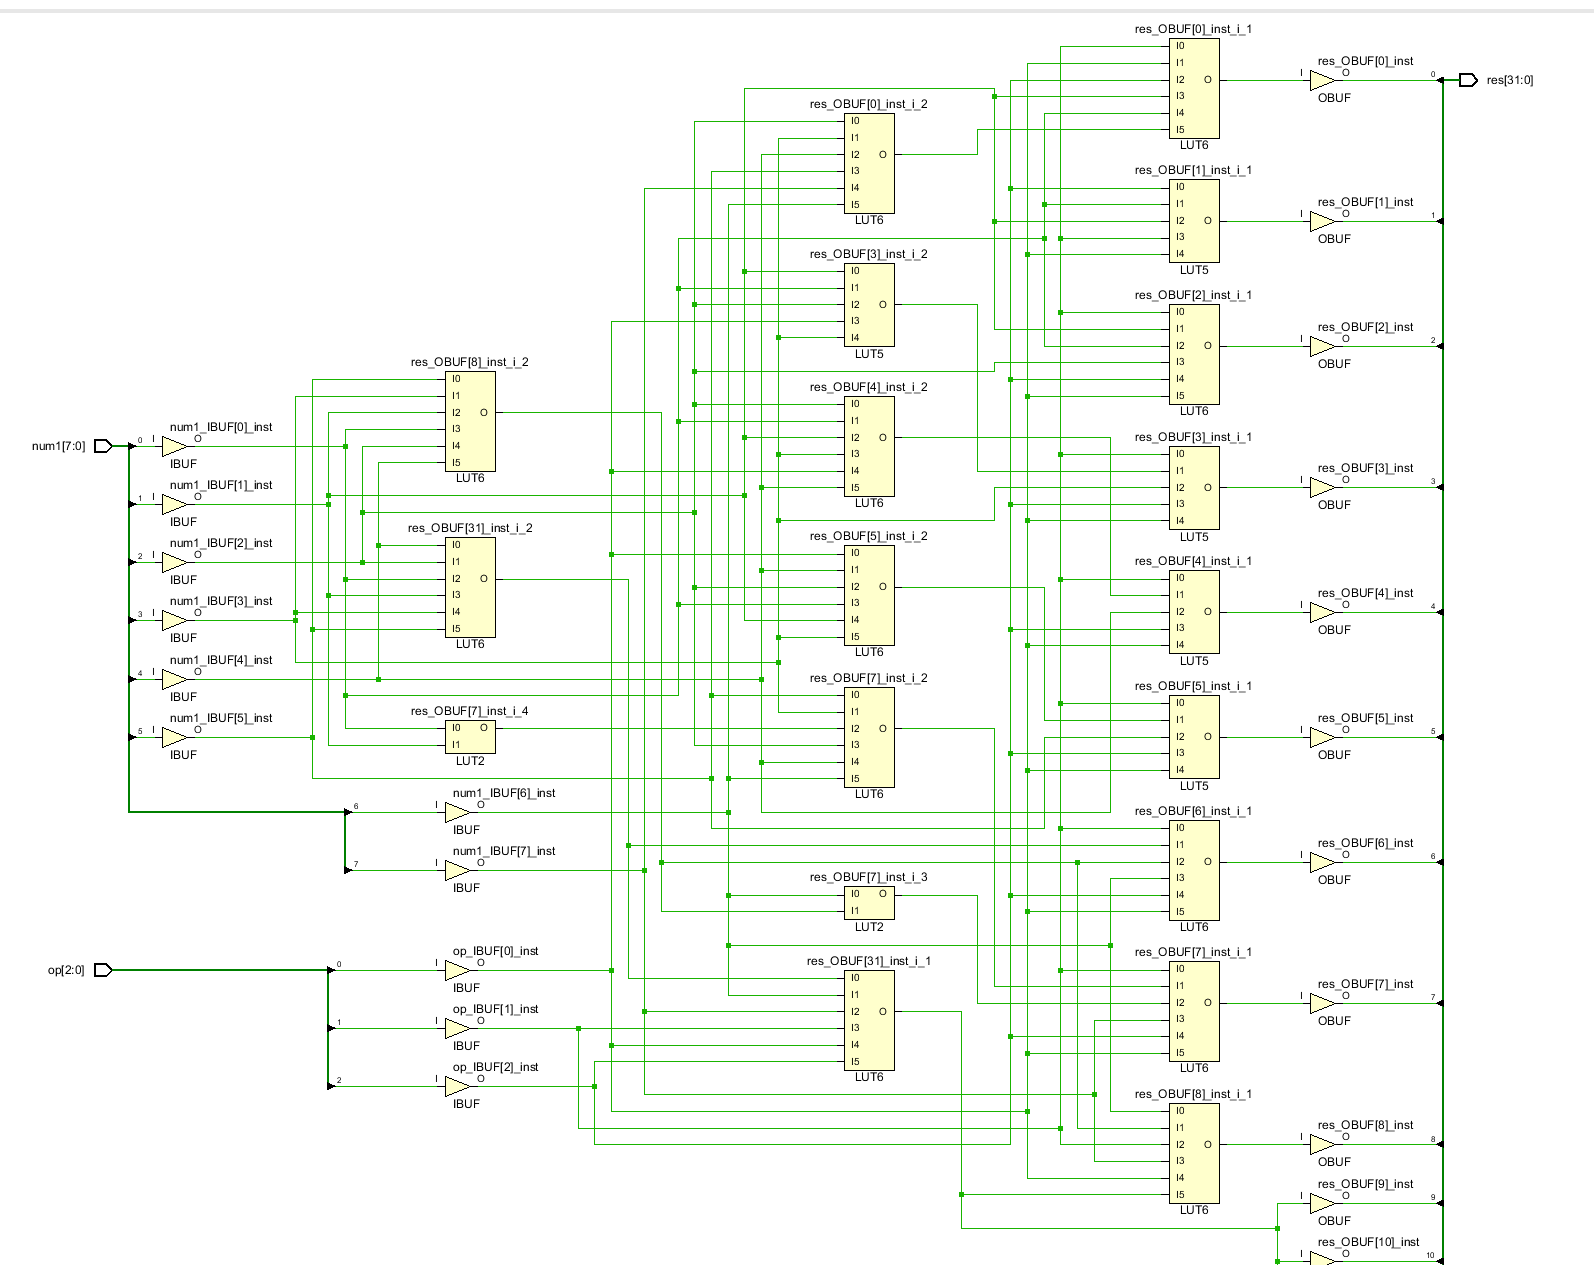 num1[7:0]
0
I
O
num1_IBUF[0]_inst
IBUF
1
I
O
num1_IBUF[1]_inst
IBUF
2
I
O
num1_IBUF[2]_inst
IBUF
3
I
O
num1_IBUF[3]_inst
IBUF
4
I
O
num1_IBUF[4]_inst
IBUF
5
I
O
num1_IBUF[5]_inst
IBUF
6
I
O
num1_IBUF[6]_inst
IBUF
7
I
O
num1_IBUF[7]_inst
IBUF
op[2:0]
0
I
O
op_IBUF[0]_inst
IBUF
1
I
O
op_IBUF[1]_inst
IBUF
2
I
O
op_IBUF[2]_inst
IBUF
res_OBUF[8]_inst_i_2
I0
I1
I2
O
I3
I4
I5
LUT6
res_OBUF[31]_inst_i_2
I0
I1
I2
O
I3
I4
I5
LUT6
res_OBUF[7]_inst_i_4
I0
O
I1
LUT2
res_OBUF[0]_inst_i_2
I0
I1
I2
O
I3
I4
I5
LUT6
res_OBUF[3]_inst_i_2
I0
I1
I2
O
I3
I4
LUT5
res_OBUF[4]_inst_i_2
I0
I1
I2
O
I3
I4
I5
LUT6
res_OBUF[5]_inst_i_2
I0
I1
I2
O
I3
I4
I5
LUT6
res_OBUF[7]_inst_i_2
I0
I1
I2
O
I3
I4
I5
LUT6
res_OBUF[7]_inst_i_3
I0
O
I1
LUT2
res_OBUF[31]_inst_i_1
I0
I1
I2
O
I3
I4
I5
LUT6
res_OBUF[0]_inst_i_1
I0
I1
I2
O
I3
I4
I5
LUT6
res_OBUF[1]_inst_i_1
I0
I1
I2
O
I3
I4
LUT5
res_OBUF[2]_inst_i_1
I0
I1
I2
O
I3
I4
I5
LUT6
res_OBUF[3]_inst_i_1
I0
I1
I2
O
I3
I4
LUT5
res_OBUF[4]_inst_i_1
I0
I1
I2
O
I3
I4
LUT5
res_OBUF[5]_inst_i_1
I0
I1
I2
O
I3
I4
LUT5
res_OBUF[6]_inst_i_1
I0
I1
I2
O
I3
I4
I5
LUT6
res_OBUF[7]_inst_i_1
I0
I1
I2
O
I3
I4
I5
LUT6
res_OBUF[8]_inst_i_1
I0
I1
I2
O
I3
I4
I5
LUT6
res_OBUF[0]_inst
I
O
0
OBUF
res[31:0]
res_OBUF[1]_inst
I
O
1
OBUF
res_OBUF[2]_inst
I
O
2
OBUF
res_OBUF[3]_inst
I
O
3
OBUF
res_OBUF[4]_inst
I
O
4
OBUF
res_OBUF[5]_inst
I
O
5
OBUF
res_OBUF[6]_inst
I
O
6
OBUF
res_OBUF[7]_inst
I
O
7
OBUF
res_OBUF[8]_inst
I
O
8
OBUF
res_OBUF[9]_inst
I
O
9
OBUF
res_OBUF[10]_inst
I
O
10